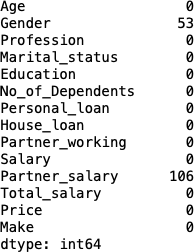 Age 0
Gender 53
Profession 0
Marital_status 0
Education 0
No_of_Dependents 0
Personal_loan 0
House_loan 0
Partner_working 0
Salary 0
Partner_salary 106
Total_salary 0
Price 0
Make 0
dtype: int64